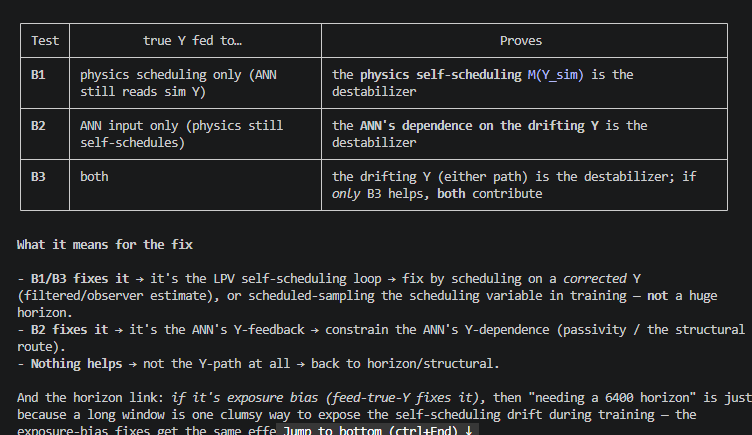 Test true Y fed to… Proves
B1 physics scheduling only (ANN the physics self-scheduling M(Y_sim) is the
still reads sim Y) destabilizer
B2 ANN input only (physics still the ANN's dependence on the drifting Y is the
self-schedules) destabilizer
B3 both the drifting Y (either path) is the destabilizer; if
only B3 helps, both contribute
What it means for the fix
- B1/B3 fixes it → it's the LPV self-scheduling loop → fix by scheduling on a corrected Y
(filtered/observer estimate), or scheduled-sampling the scheduling variable in training — not a huge
horizon.
- B2 fixes it → it's the ANN's Y-feedback → constrain the ANN's Y-dependence (passivity / the structural
route).
- Nothing helps → not the Y-path at all → back to horizon/structural.
And the horizon link: if it's exposure bias (feed-true-Y fixes it), then "needing a 6400 horizon" is just
because a long window is one clumsy way to expose the self-scheduling drift during training — the
exposure-bias fixes get the same effe Jump to bottom (ctrl+End) ↓